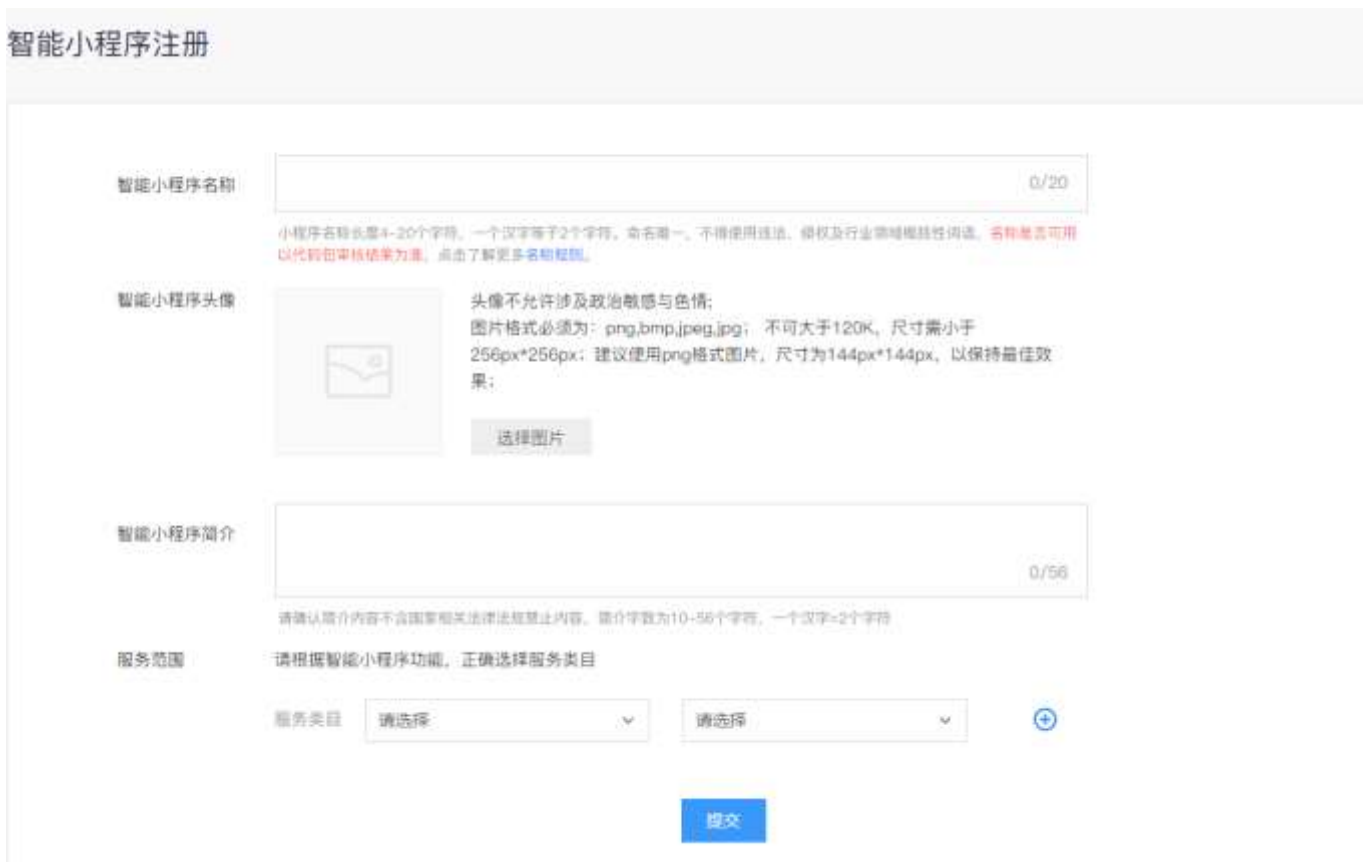 智能小程序注册
智能小程序名称
0/20
小程序名称长度4-20个字符，一个汉字等于2个字符。命名唯一，不得使用违法、侵权及行业领域概括性词语，名称是否可用
以代码包审核结果为准，点击了解更多名称规则。
智能小程序头像
头像不允许涉及政治敏感与色情;
图片格式必须为：png,bmp,jpeg,jpg； 不可大于120K，尺寸需小于
256px*256px；建议使用png格式图片，尺寸为144px*144px，以保持最佳效
果；
选择图片
智能小程序简介
0/56
请确认简介内容不含国家相关法律法规禁止内容，简介字数为10-56个字符，一个汉字=2个字符
服务范围
请根据智能小程序功能，正确选择服务类目
服务类目 请选择 请选择
提交